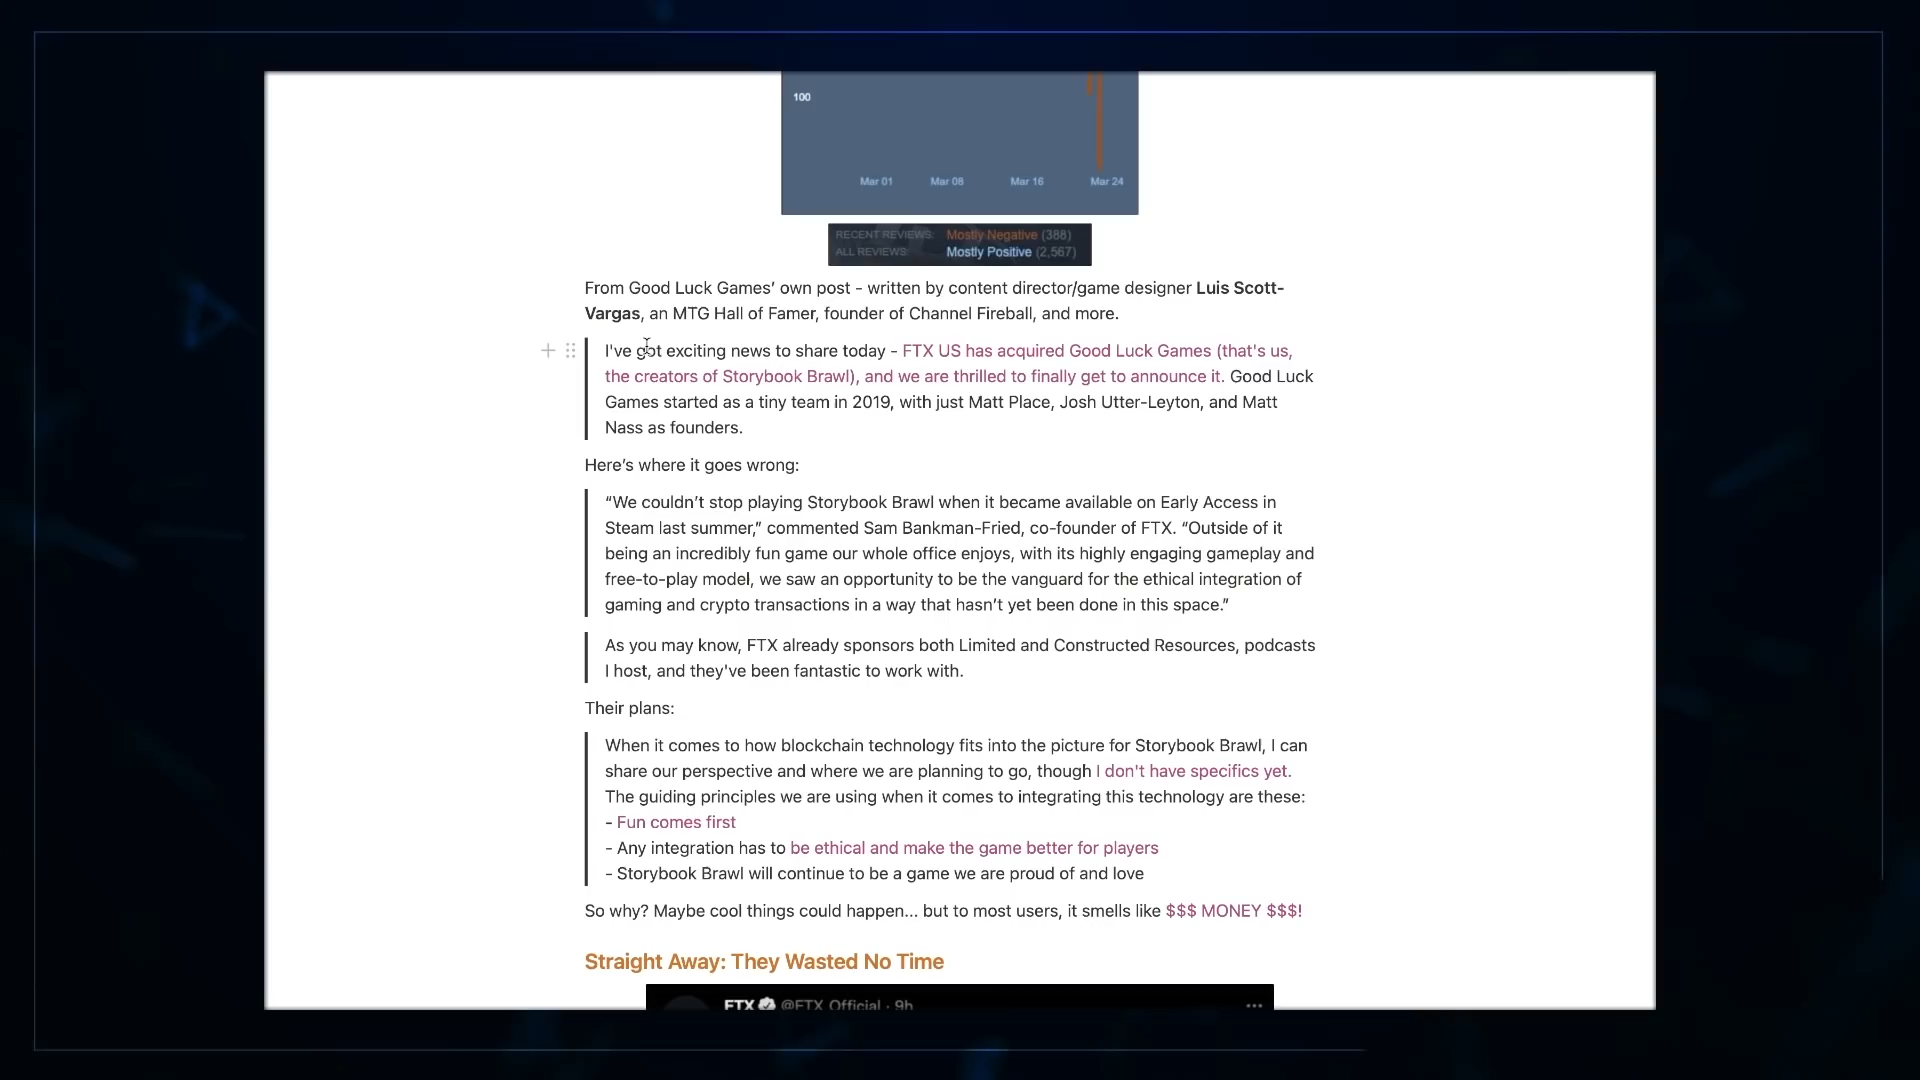 100
Mar 01 Mar 08 Mar 16 Mar 24
RECENT REVIEWS: Mostly Negative (388)
ALL REVIEWS: Mostly Positive (2,567)
From Good Luck Games’ own post - written by content director/game designer Luis Scott-
Vargas, an MTG Hall of Famer, founder of Channel Fireball, and more.
I've got exciting news to share today - FTX US has acquired Good Luck Games (that's us,
the creators of Storybook Brawl), and we are thrilled to finally get to announce it. Good Luck
Games started as a tiny team in 2019, with just Matt Place, Josh Utter-Leyton, and Matt
Nass as founders.
Here’s where it goes wrong:
“We couldn’t stop playing Storybook Brawl when it became available on Early Access in
Steam last summer,” commented Sam Bankman-Fried, co-founder of FTX. “Outside of it
being an incredibly fun game our whole office enjoys, with its highly engaging gameplay and
free-to-play model, we saw an opportunity to be the vanguard for the ethical integration of
gaming and crypto transactions in a way that hasn’t yet been done in this space.”
As you may know, FTX already sponsors both Limited and Constructed Resources, podcasts
I host, and they've been fantastic to work with.
Their plans:
When it comes to how blockchain technology fits into the picture for Storybook Brawl, I can
share our perspective and where we are planning to go, though I don't have specifics yet.
The guiding principles we are using when it comes to integrating this technology are these:
- Fun comes first
- Any integration has to be ethical and make the game better for players
- Storybook Brawl will continue to be a game we are proud of and love
So why? Maybe cool things could happen... but to most users, it smells like $$$ MONEY $$$!
Straight Away: They Wasted No Time
FTX @FTX_Official · 9h